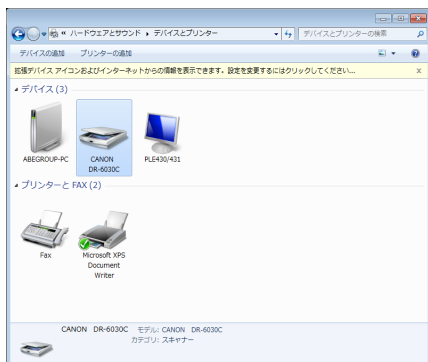 « ハードウェアとサウンド ▸ デバイスとプリンター
デバイスとプリンターの検索
デバイスの追加 プリンターの追加
拡張デバイス アイコンおよびインターネットからの情報を表示できます。設定を変更するにはクリックしてください... x
デバイス (3)
ABEGROUP-PC
CANON
DR-6030C
PLE430/431
プリンターと FAX (2)
Fax
Microsoft XPS
Document
Writer
CANON DR-6030C モデル: CANON DR-6030C
カテゴリ: スキャナー